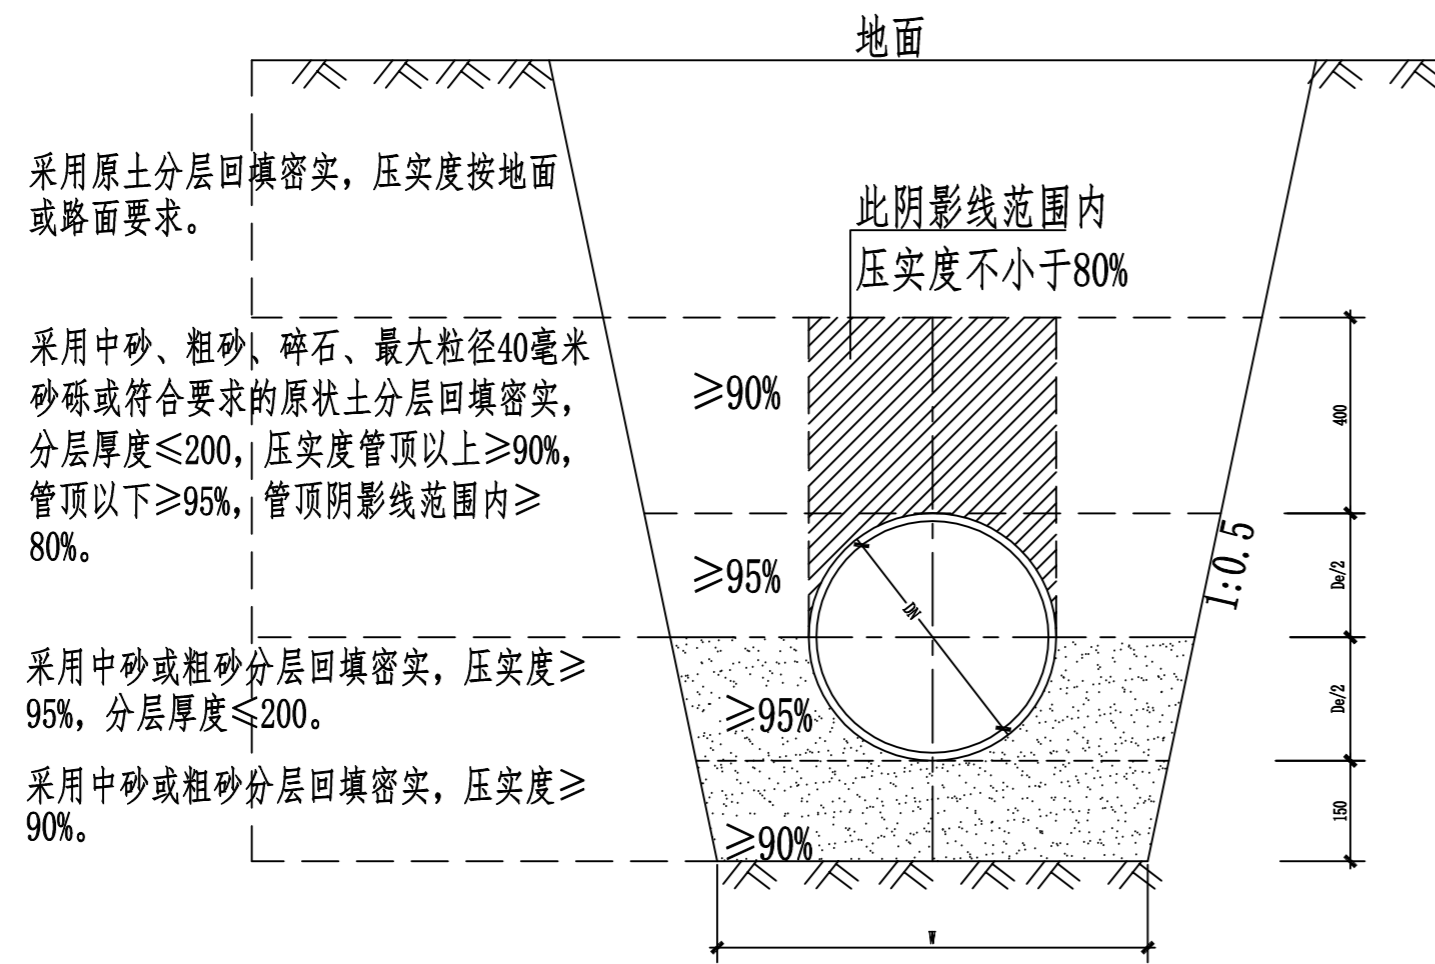 地面
采用原土分层回填密实，压实度按地面
或路面要求。
此阴影线范围内
压实度不小于80%
采用中砂、粗砂、碎石、最大粒径40毫米
砂砾或符合要求的原状土分层回填密实，
分层厚度≤200，压实度管顶以上≥90%，
管顶以下≥95%，管顶阴影线范围内≥
80%。
≥90%
400
≥95%
DN
1:0.5
De/2
采用中砂或粗砂分层回填密实，压实度≥
95%，分层厚度≤200。
≥95%
De/2
采用中砂或粗砂分层回填密实，压实度≥
90%。
≥90%
150
W